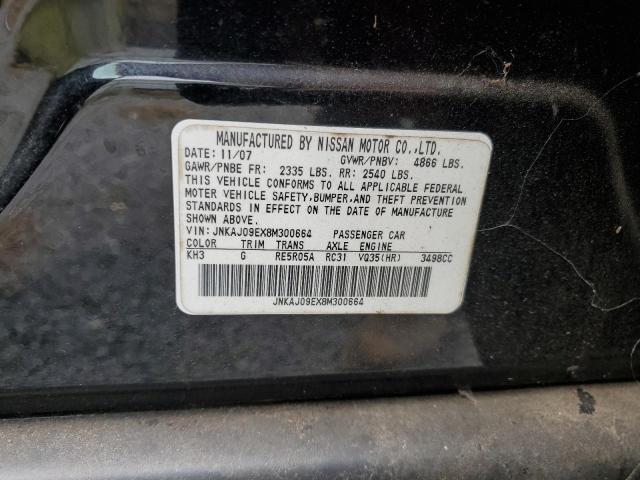 MANUFACTURED BY NISSAN MOTOR CO.,LTD.
DATE: 11/07 GVWR/PNBV: 4866 LBS.
GAWR/PNBE FR: 2335 LBS. RR: 2540 LBS.
THIS VEHICLE CONFORMS TO ALL APPLICABLE FEDERAL
MOTOR VEHICLE SAFETY,BUMPER,AND THEFT PREVENTION
STANDARDS IN EFFECT ON THE DATE OF MANUFACTURE
SHOWN ABOVE.
VIN: JNKAJ09EX8M300664 PASSENGER CAR
COLOR TRIM TRANS AXLE ENGINE
KH3 G RE5R05A RC31 VQ35(HR) 3498CC
JNKAJ09EX8M300664